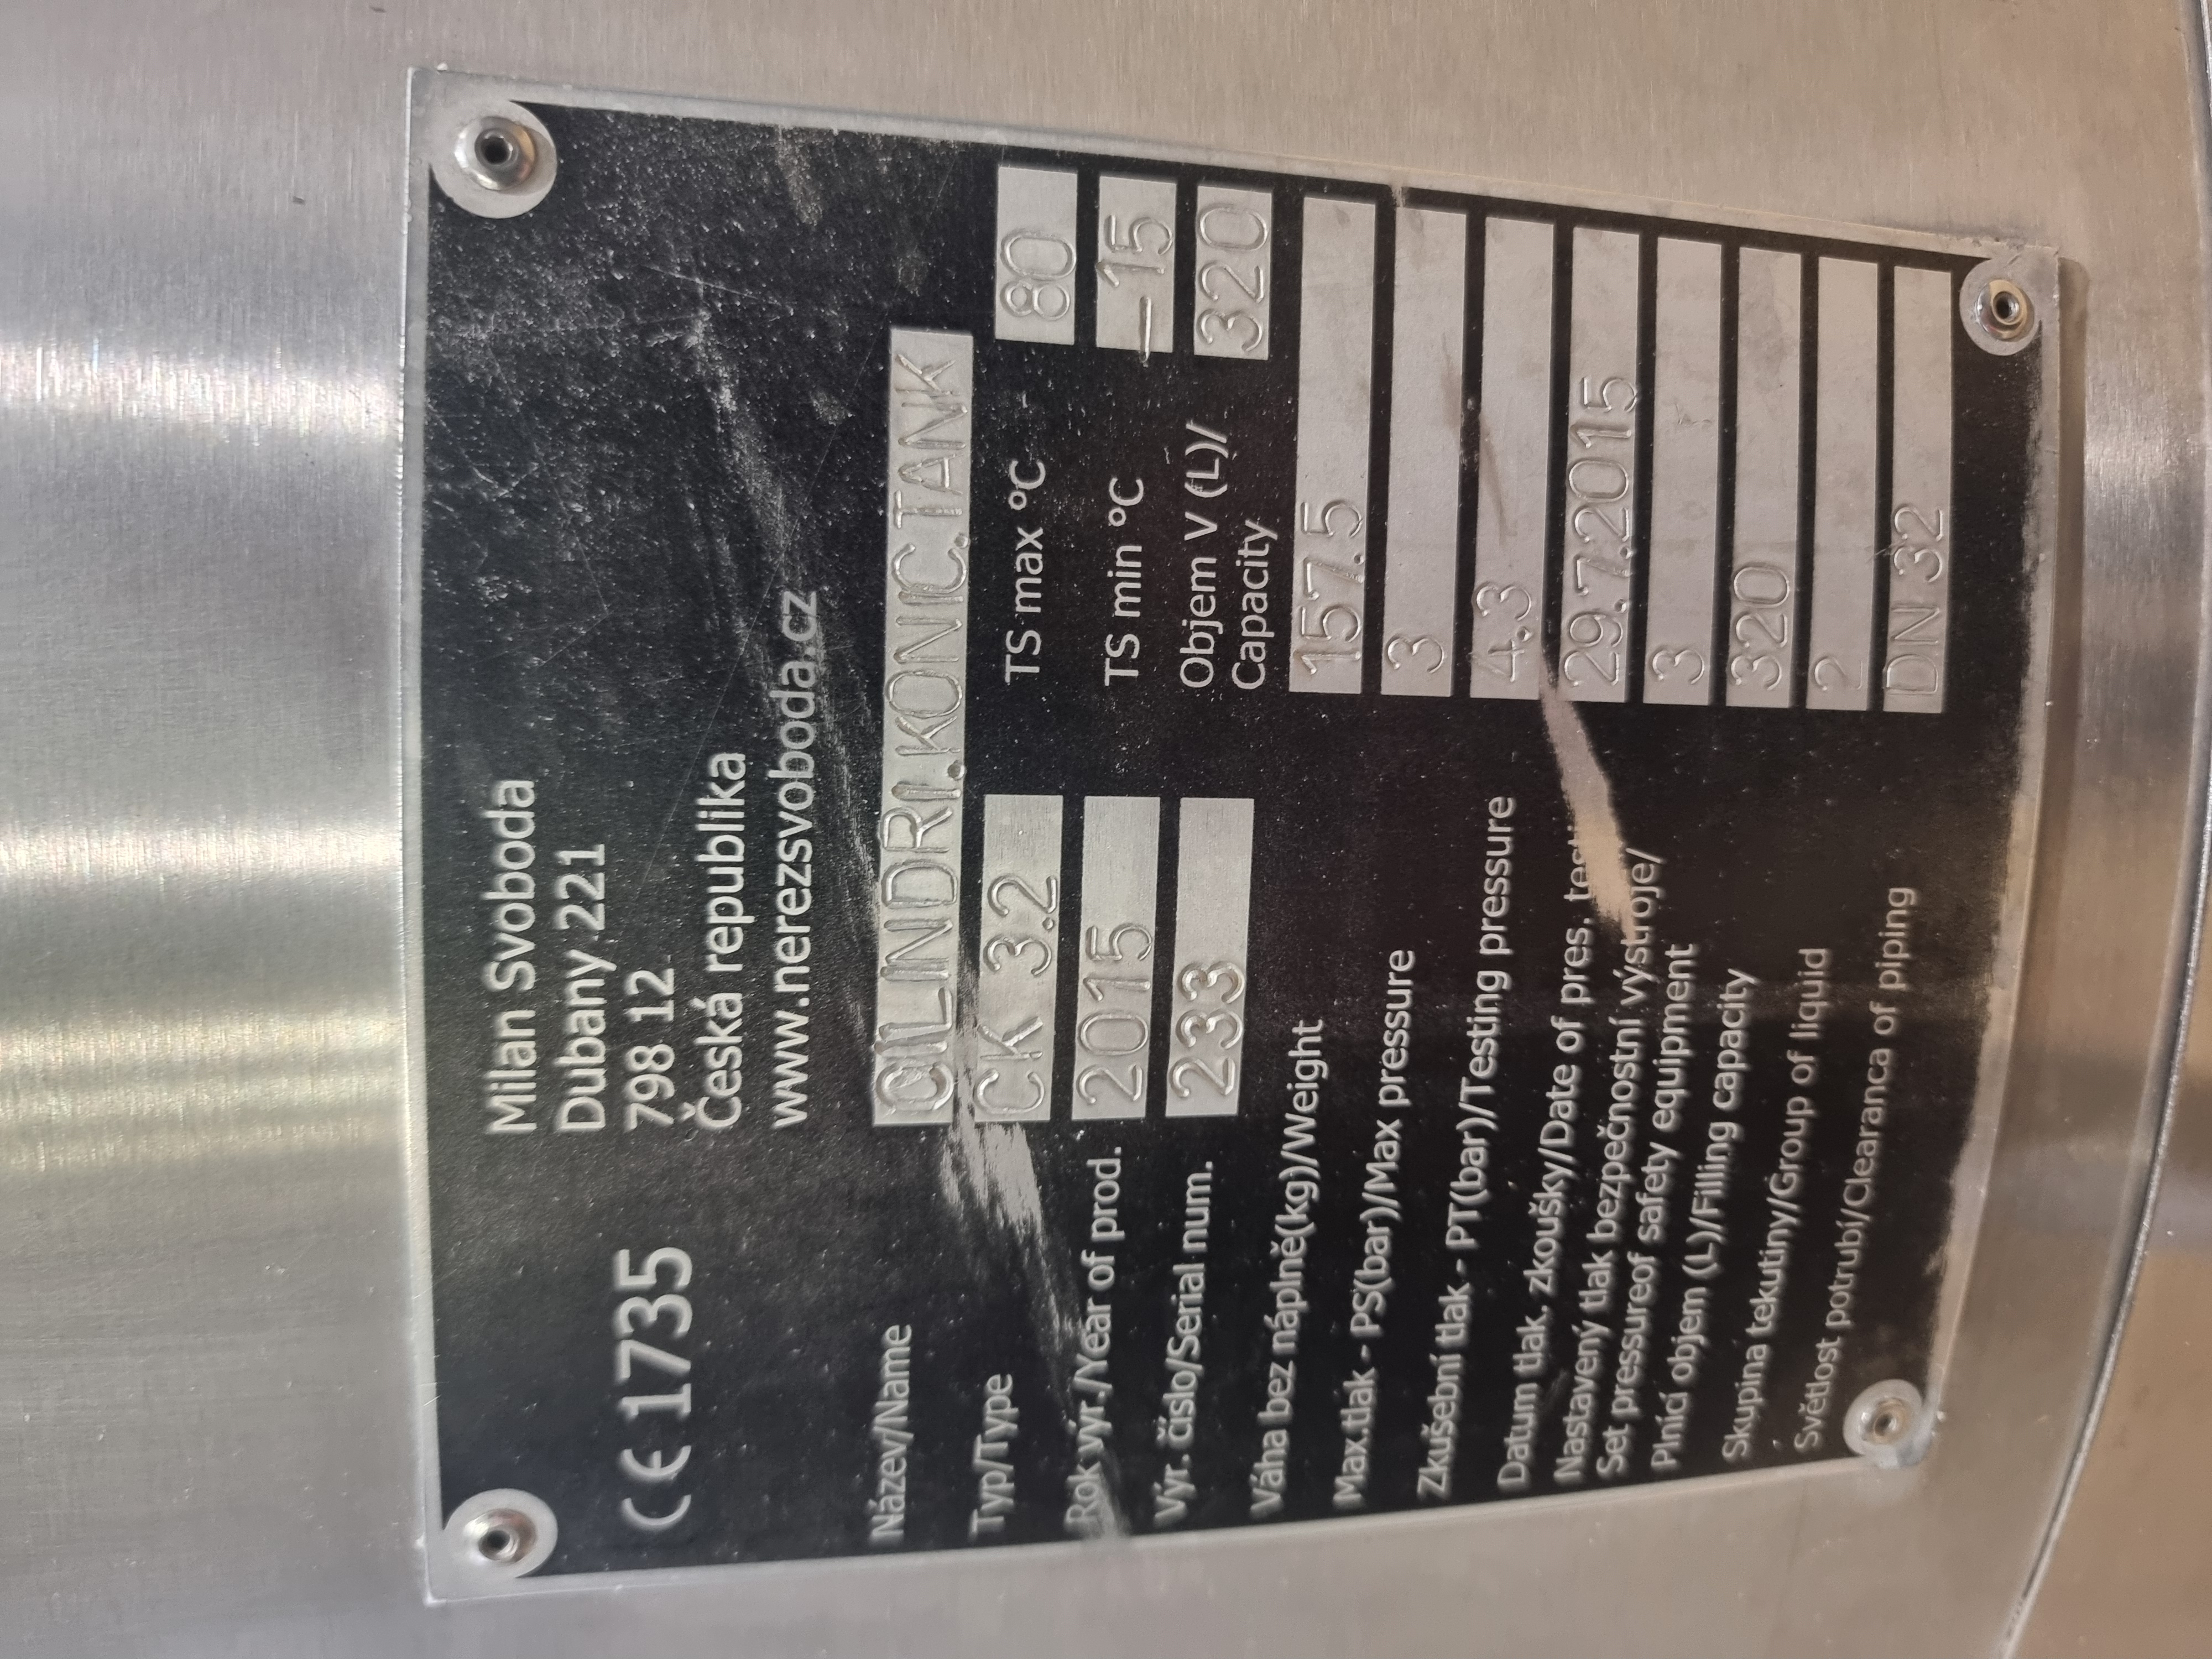 CE 1735
Milan Svoboda
Dubany 221
798 12
Česká republika
www.nerezsvoboda.cz
Název/Name CILINDRI.KONIC.TANK
Typ/Type CK 3.2 TS max °C 80
Rok výr./Year of prod. 2015 TS min °C -15
Výr. číslo/Serial num. 233 Objem V (L)/
Capacity 320
Váha bez náplně(kg)/Weight 157.5
Max.tlak - PS(bar)/Max pressure 3
Zkušební tlak - PT(bar)/Testing pressure 4.3
Datum tlak. zkoušky/Date of pres. 29.7.2015
Nastavený tlak bezpečnostní výstroje/
Set pressureof safety equipment 3
Plnící objem (L)/Filling capacity 320
Skupina tekutiny/Group of liquid 2
Světlost potrubí/Clearanca of piping DN 32